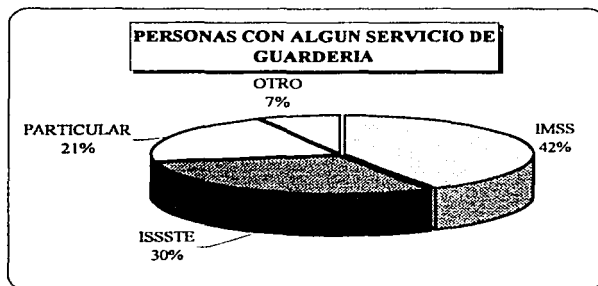 PERSONAS CON ALGUN SERVICIO DE
GUARDERIA
OTRO
7%
PARTICULAR
21%
IMSS
42%
ISSSTE
30%